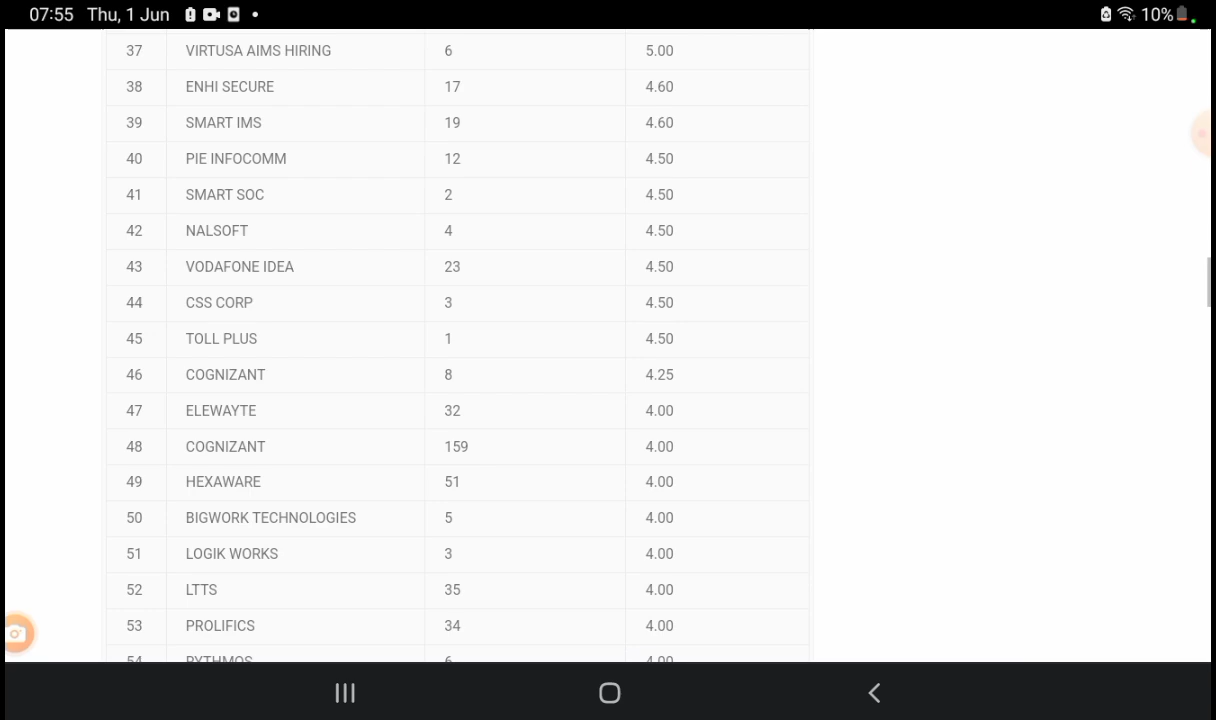 07:55 Thu, 1 Jun 10%
37 VIRTUSA AIMS HIRING 6 5.00
38 ENHI SECURE 17 4.60
39 SMART IMS 19 4.60
40 PIE INFOCOMM 12 4.50
41 SMART SOC 2 4.50
42 NALSOFT 4 4.50
43 VODAFONE IDEA 23 4.50
44 CSS CORP 3 4.50
45 TOLL PLUS 1 4.50
46 COGNIZANT 8 4.25
47 ELEWAYTE 32 4.00
48 COGNIZANT 159 4.00
49 HEXAWARE 51 4.00
50 BIGWORK TECHNOLOGIES 5 4.00
51 LOGIK WORKS 3 4.00
52 LTTS 35 4.00
53 PROLIFICS 34 4.00
54 PYTHMOS 6 4.00